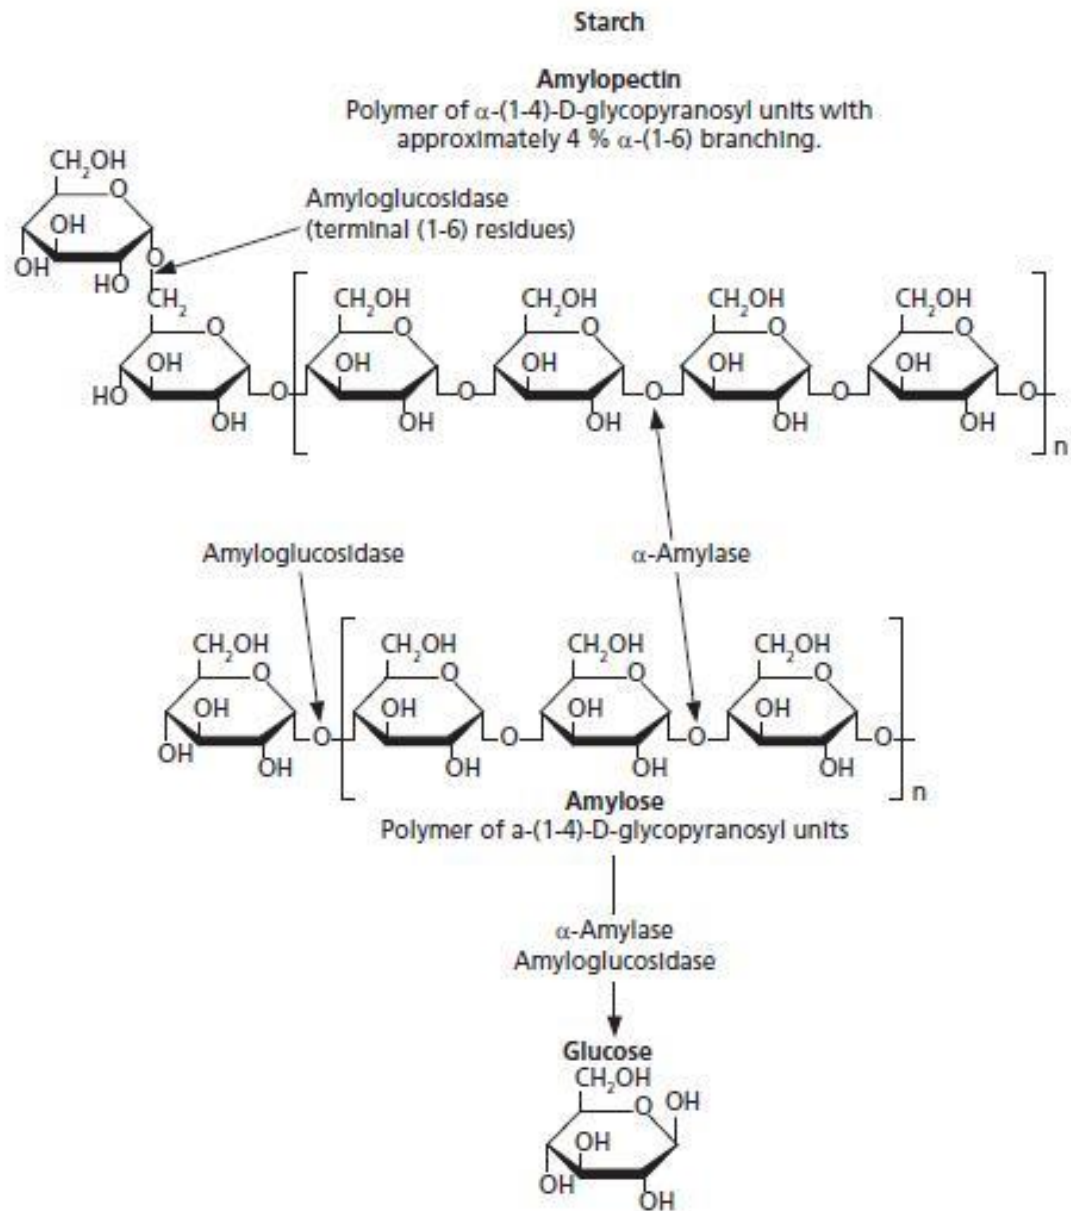 Starch
Amylopectin
Polymer of α-(1-4)-D-glycopyranosyl units with
approximately 4 % α-(1-6) branching.
CH₂OH
O
OH
OH
HO
O
Amyloglucosidase
(terminal (1-6) residues)
CH₂
CH₂OH
CH₂OH
CH₂OH
CH₂OH
O
O
O
O
O
OH
OH
OH
OH
OH
HO
O
O
O
O
O
OH
OH
OH
OH
OH
n
Amyloglucosidase
α-Amylase
CH₂OH
CH₂OH
CH₂OH
CH₂OH
O
O
O
O
OH
OH
OH
OH
OH
O
O
O
O
OH
OH
OH
OH
n
Amylose
Polymer of a-(1-4)-D-glycopyranosyl units
α-Amylase
Amyloglucosidase
Glucose
CH₂OH
O
OH
OH
OH
OH